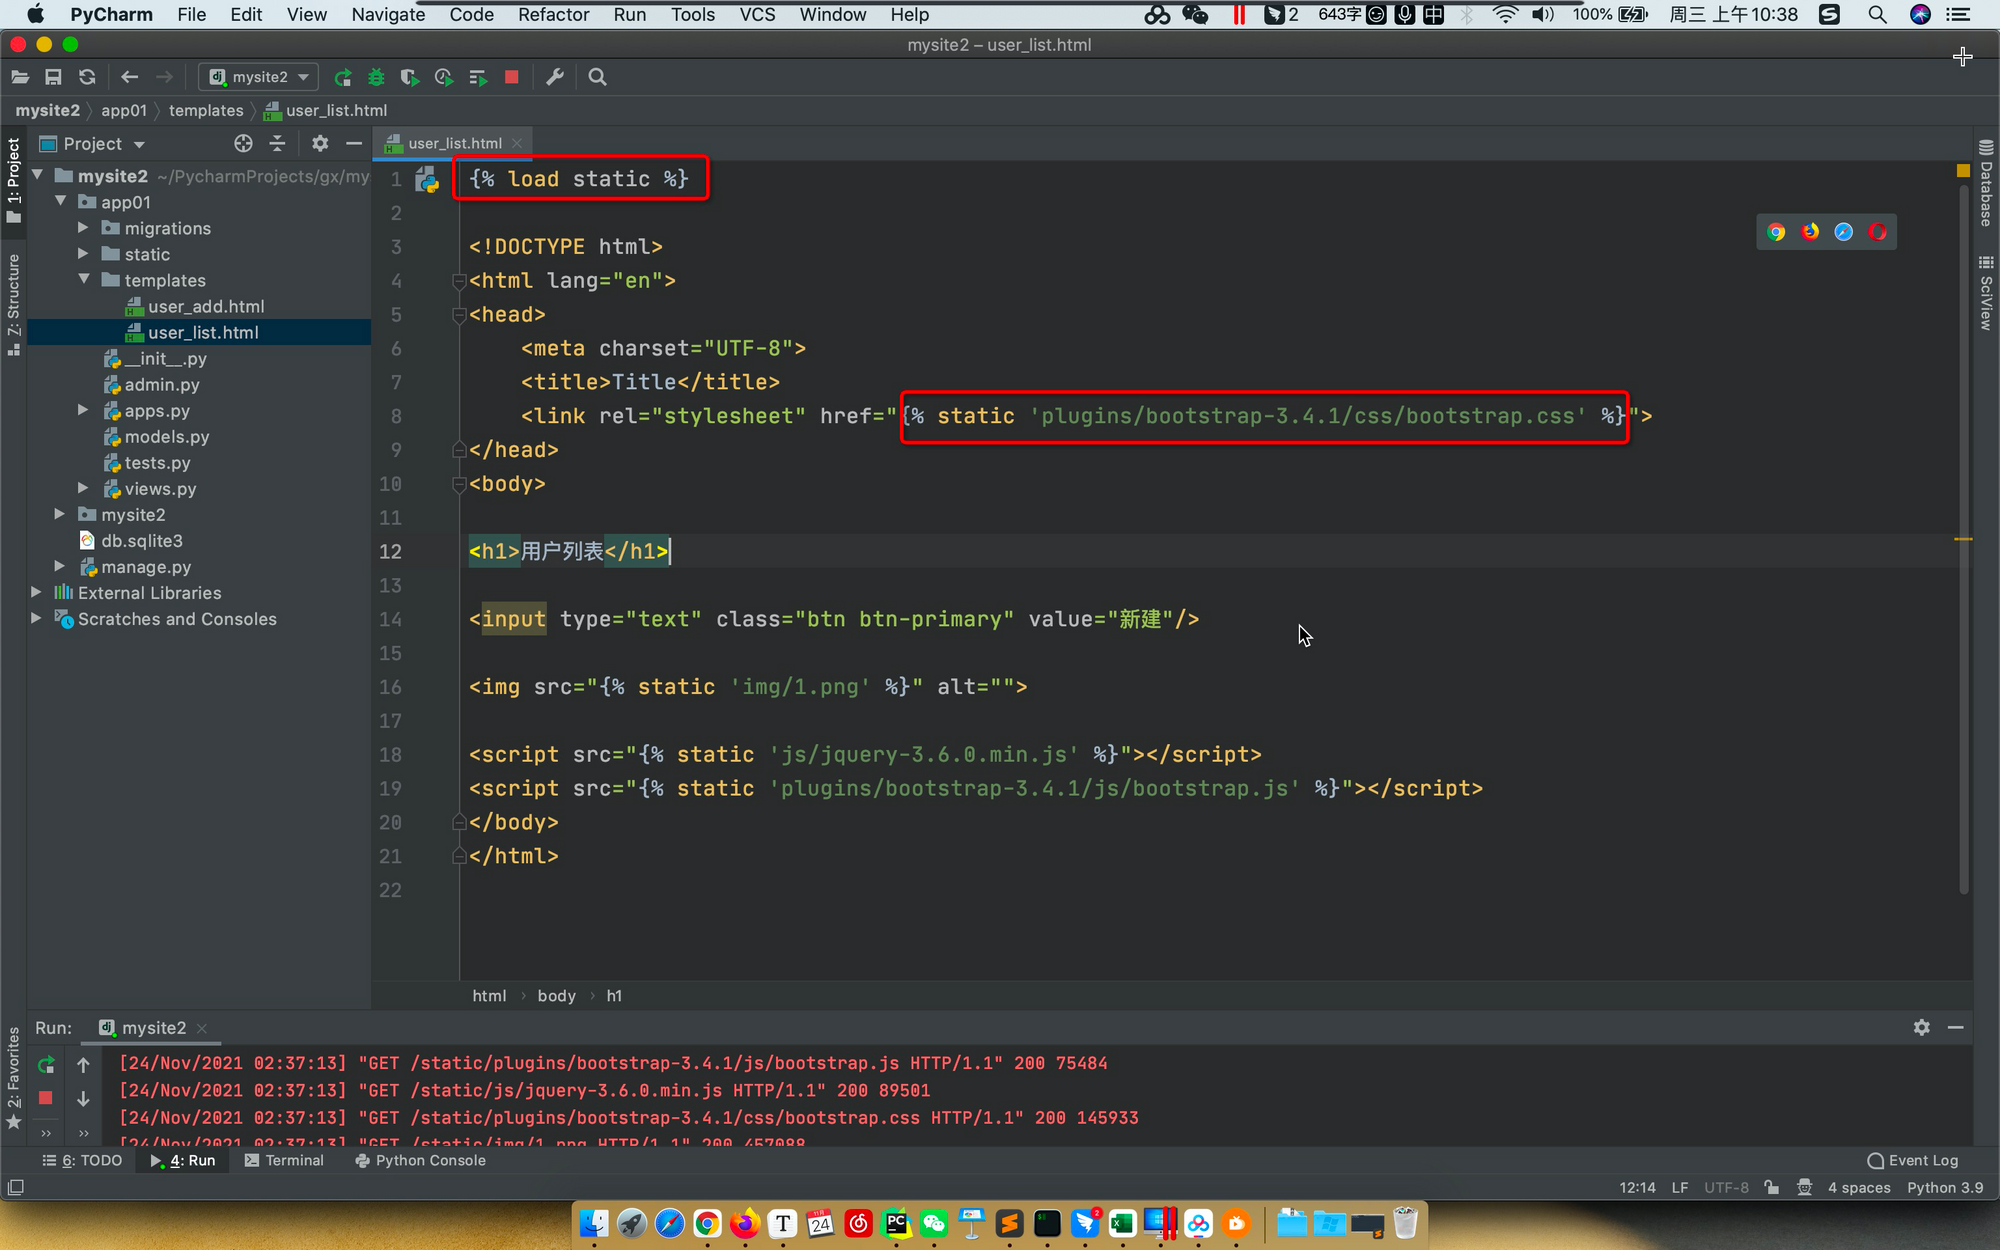 PyCharm File Edit View Navigate Code Refactor Run Tools VCS Window Help 2 643字 中 100% 周三 上午10:38
mysite2 – user_list.html
mysite2
mysite2 app01 templates user_list.html
1: Project
Z: Structure
2: Favorites
Project
mysite2 ~/PycharmProjects/gx/my
app01
migrations
static
templates
user_add.html
user_list.html
__init__.py
admin.py
apps.py
models.py
tests.py
views.py
mysite2
db.sqlite3
manage.py
External Libraries
Scratches and Consoles
user_list.html
1 {% load static %}
2
3 <!DOCTYPE html>
4 <html lang="en">
5 <head>
6 <meta charset="UTF-8">
7 <title>Title</title>
8 <link rel="stylesheet" href="{% static 'plugins/bootstrap-3.4.1/css/bootstrap.css' %}">
9 </head>
10 <body>
11
12 <h1>用户列表</h1>
13
14 <input type="text" class="btn btn-primary" value="新建"/>
15
16 <img src="{% static 'img/1.png' %}" alt="">
17
18 <script src="{% static 'js/jquery-3.6.0.min.js' %}"></script>
19 <script src="{% static 'plugins/bootstrap-3.4.1/js/bootstrap.js' %}"></script>
20 </body>
21 </html>
22
html body h1
Database
SciView
Run: mysite2
[24/Nov/2021 02:37:13] "GET /static/plugins/bootstrap-3.4.1/js/bootstrap.js HTTP/1.1" 200 75484
[24/Nov/2021 02:37:13] "GET /static/js/jquery-3.6.0.min.js HTTP/1.1" 200 89501
[24/Nov/2021 02:37:13] "GET /static/plugins/bootstrap-3.4.1/css/bootstrap.css HTTP/1.1" 200 145933
[24/Nov/2021 02:37:13] "GET /static/img/1.png HTTP/1.1" 200 457088
6: TODO 4: Run Terminal Python Console Event Log
12:14 LF UTF-8 4 spaces Python 3.9
T 11月 24 PC 2